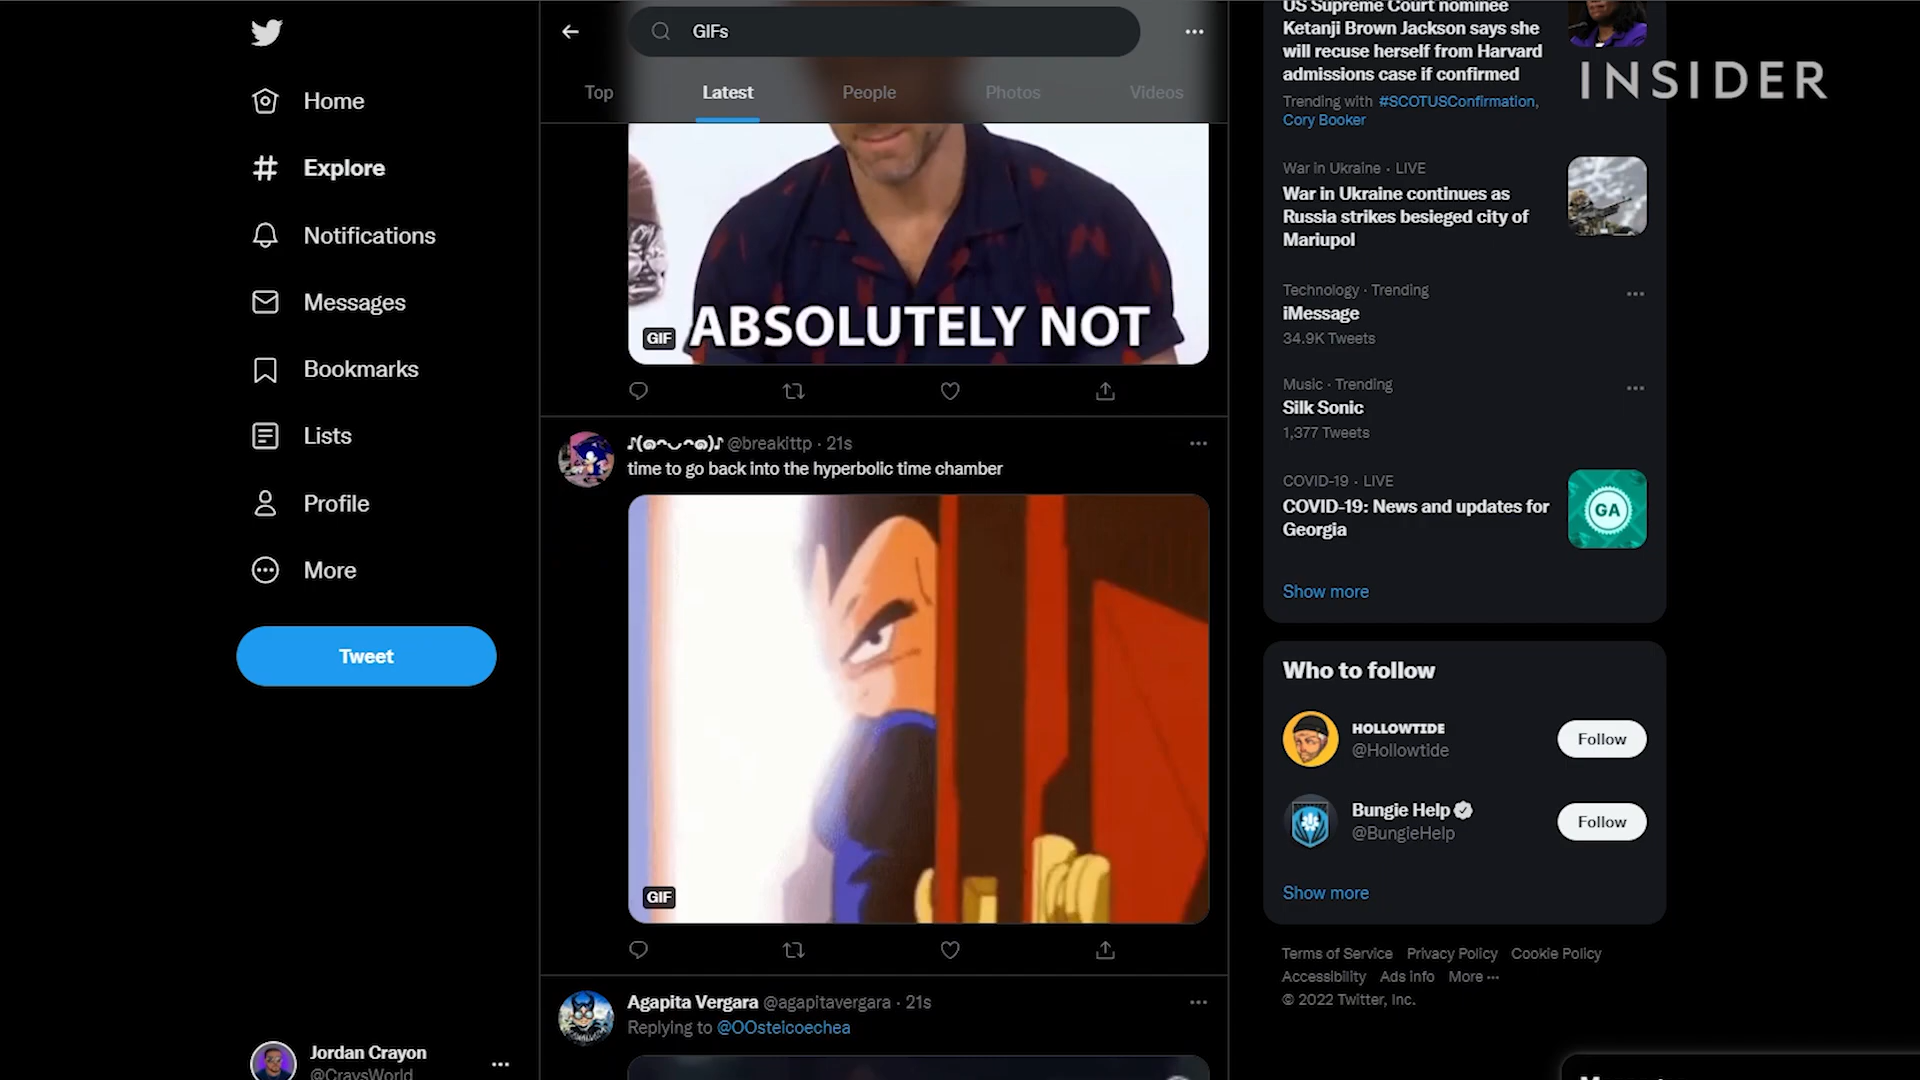 Home
Explore
Notifications
Messages
Bookmarks
Lists
Profile
More
Tweet
Jordan Crayon
@CraysWorld
GIFs
Top
Latest
People
Photos
Videos
ABSOLUTELY NOT
GIF
♪(๑ᴖ◡ᴖ๑)♪ @breakittp · 21s
time to go back into the hyperbolic time chamber
GIF
Agapita Vergara @agapitavergara · 21s
Replying to @OOsteicoechea
US Supreme Court nominee
Ketanji Brown Jackson says she
will recuse herself from Harvard
admissions case if confirmed
Trending with #SCOTUSConfirmation,
Cory Booker
INSIDER
War in Ukraine · LIVE
War in Ukraine continues as
Russia strikes besieged city of
Mariupol
Technology · Trending
iMessage
34.9K Tweets
Music · Trending
Silk Sonic
1,377 Tweets
COVID-19 · LIVE
COVID-19: News and updates for
Georgia
GA
Show more
Who to follow
HOLLOWTIDE
@Hollowtide
Follow
Bungie Help
@BungieHelp
Follow
Show more
Terms of Service Privacy Policy Cookie Policy
Accessibility Ads info More ···
© 2022 Twitter, Inc.